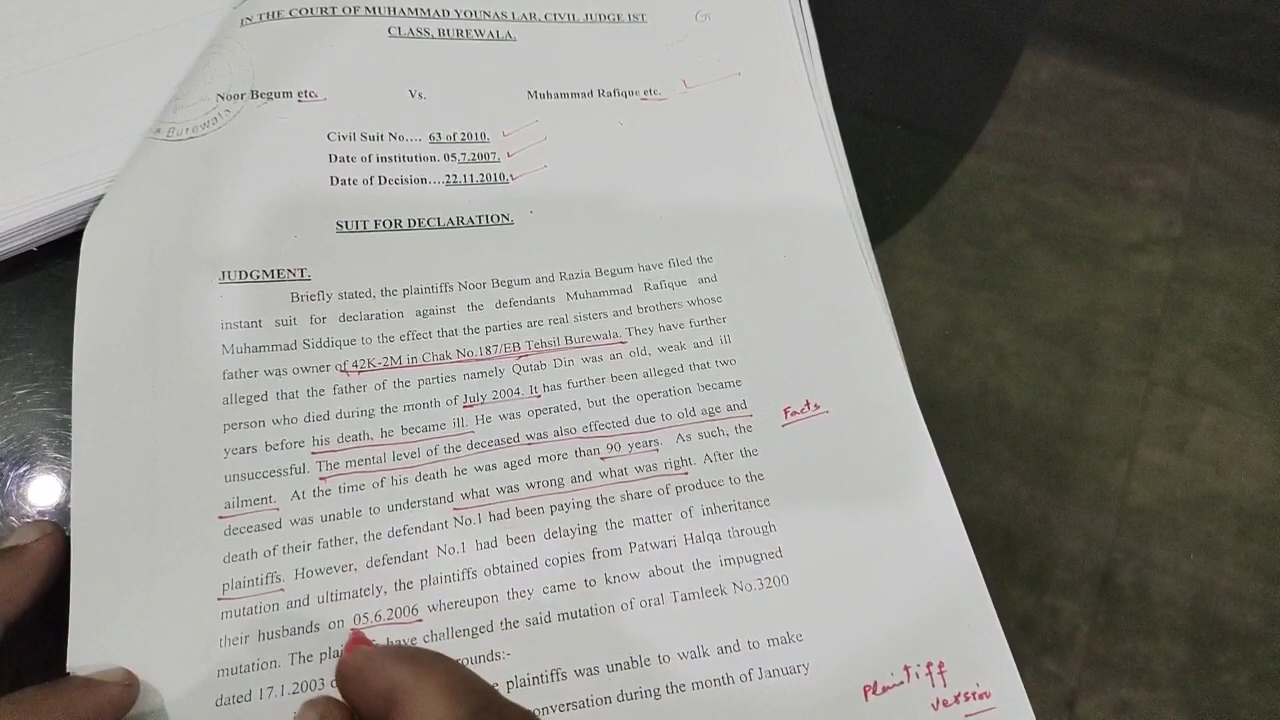 IN THE COURT OF MUHAMMAD YOUNAS LAR, CIVIL JUDGE 1ST
CLASS, BUREWALA.
Noor Begum etc. Vs. Muhammad Rafique etc.
Burewala
Civil Suit No.... 63 of 2010.
Date of institution. 05.7.2007.
Date of Decision....22.11.2010.
SUIT FOR DECLARATION.
JUDGMENT.
Briefly stated, the plaintiffs Noor Begum and Razia Begum have filed the
instant suit for declaration against the defendants Muhammad Rafique and
Muhammad Siddique to the effect that the parties are real sisters and brothers whose
father was owner of 42K-2M in Chak No.187/EB Tehsil Burewala. They have further
alleged that the father of the parties namely Qutab Din was an old, weak and ill
person who died during the month of July 2004. It has further been alleged that two
years before his death, he became ill. He was operated, but the operation became
unsuccessful. The mental level of the deceased was also effected due to old age and
Facts
ailment. At the time of his death he was aged more than 90 years. As such, the
deceased was unable to understand what was wrong and what was right. After the
death of their father, the defendant No.1 had been paying the share of produce to the
plaintiffs. However, defendant No.1 had been delaying the matter of inheritance
mutation and ultimately, the plaintiffs obtained copies from Patwari Halqa through
their husbands on 05.6.2006 whereupon they came to know about the impugned
mutation. The have challenged the said mutation of oral Tamleek No.3200
dated 17.1.2003
plaintiffs was unable to walk and to make
during the month of January
plaintiff
version